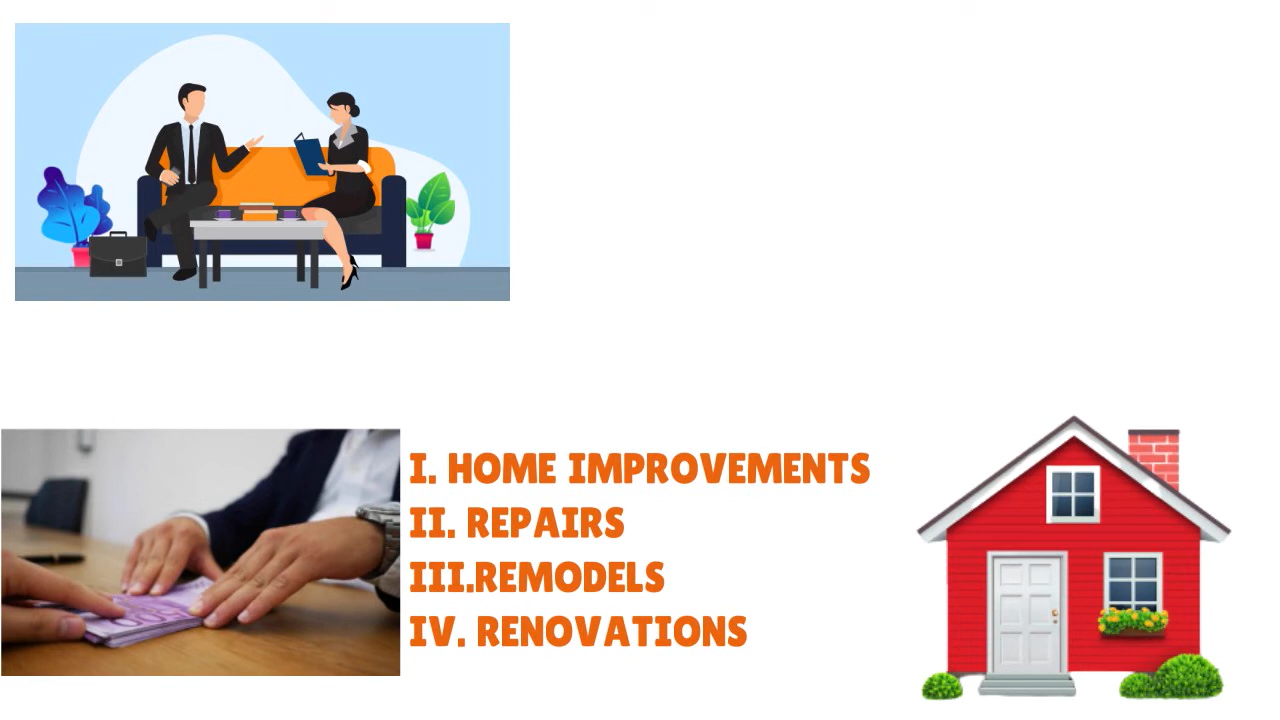 I. HOME IMPROVEMENTS
II. REPAIRS
III.REMODELS
IV. RENOVATIONS